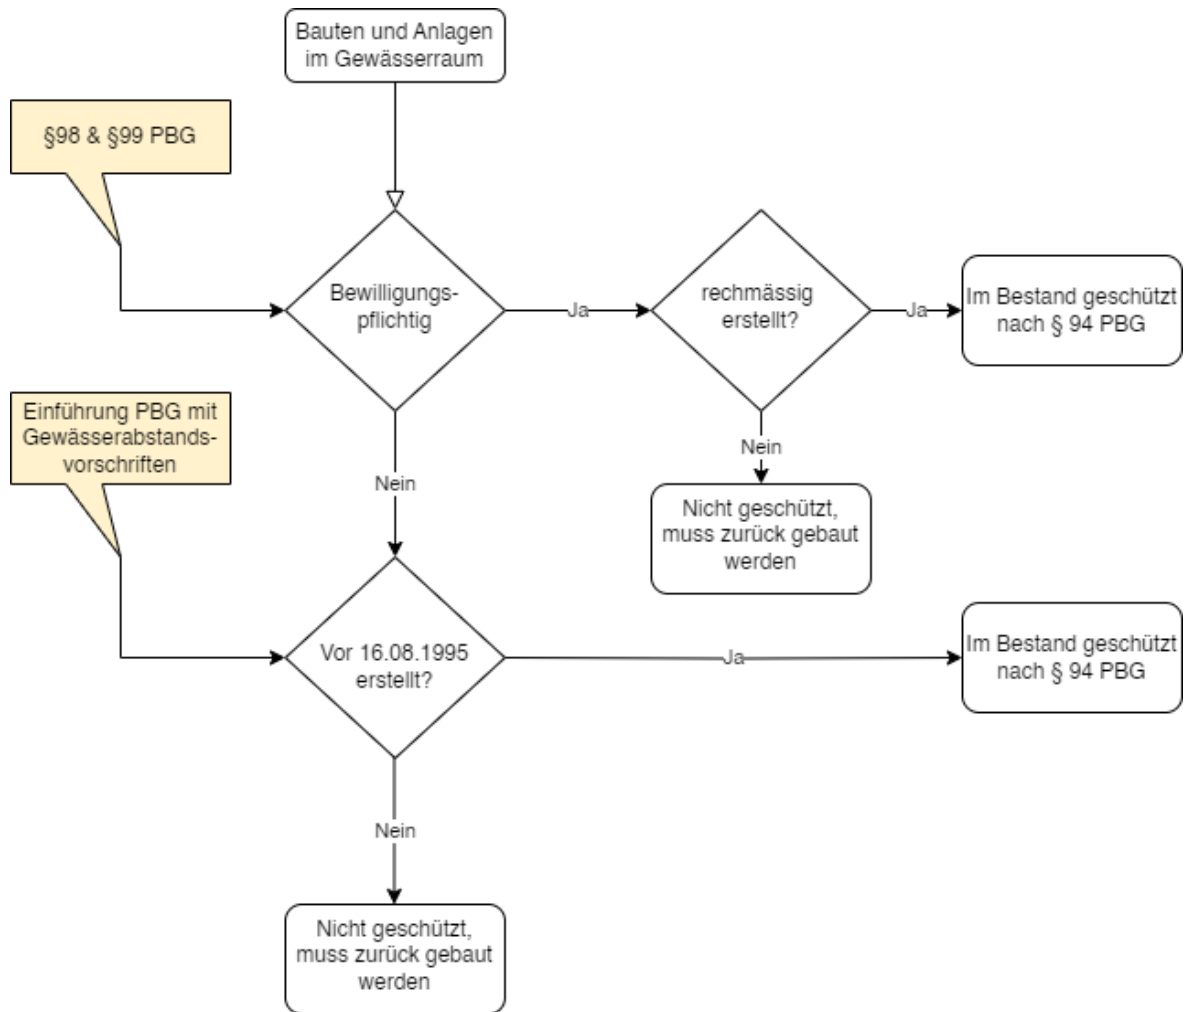 Bauten und Anlagen
im Gewässerraum
§98 & §99 PBG
Bewilligungs-
pflichtig
Ja
rechmässig
erstellt?
Ja
Im Bestand geschützt
nach § 94 PBG
Einführung PBG mit
Gewässerabstands-
vorschriften
Nein
Nein
Nicht geschützt,
muss zurück gebaut
werden
Vor 16.08.1995
erstellt?
Ja
Im Bestand geschützt
nach § 94 PBG
Nein
Nicht geschützt,
muss zurück gebaut
werden